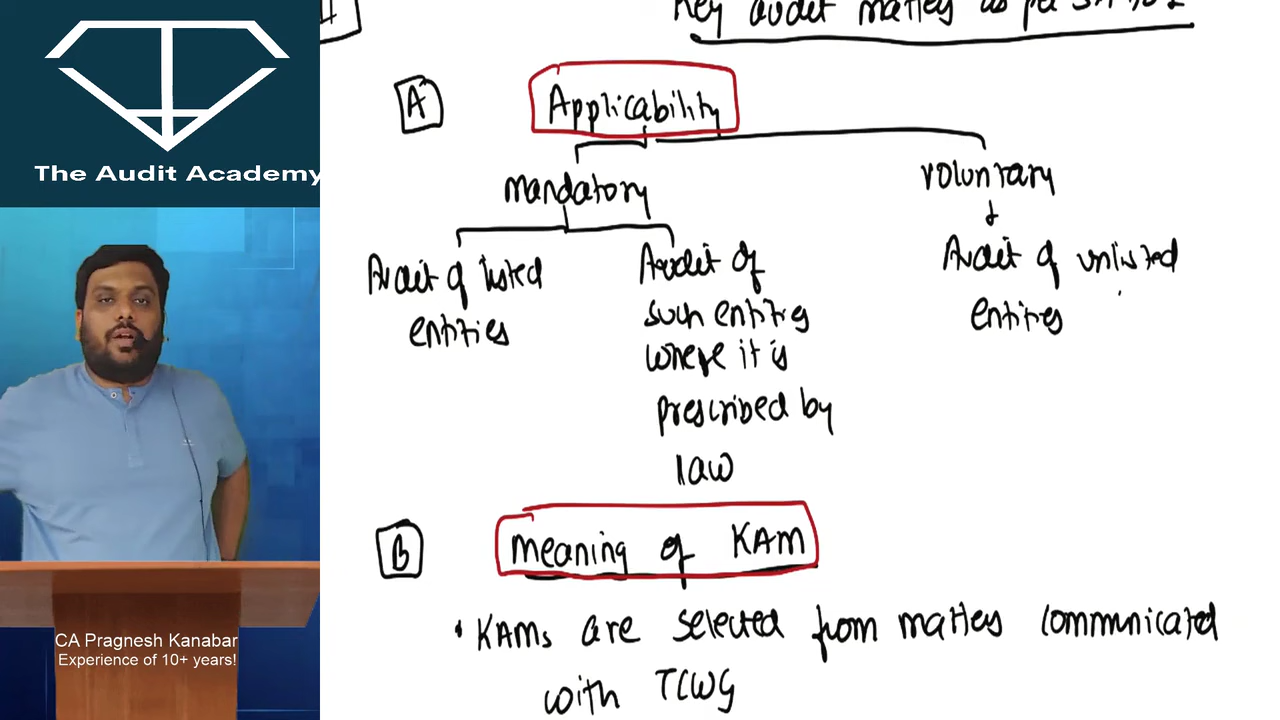 Key audit matters as per SA 701
The Audit Academy
A
Applicability
mandatory
voluntary
Audit of listed
entities
Audit of
such entities
where it is
prescribed by
law
Audit of unlisted
entities
B
meaning of KAM
• KAMs are selected from matters communicated
with TCWG
CA Pragnesh Kanabar
Experience of 10+ years!